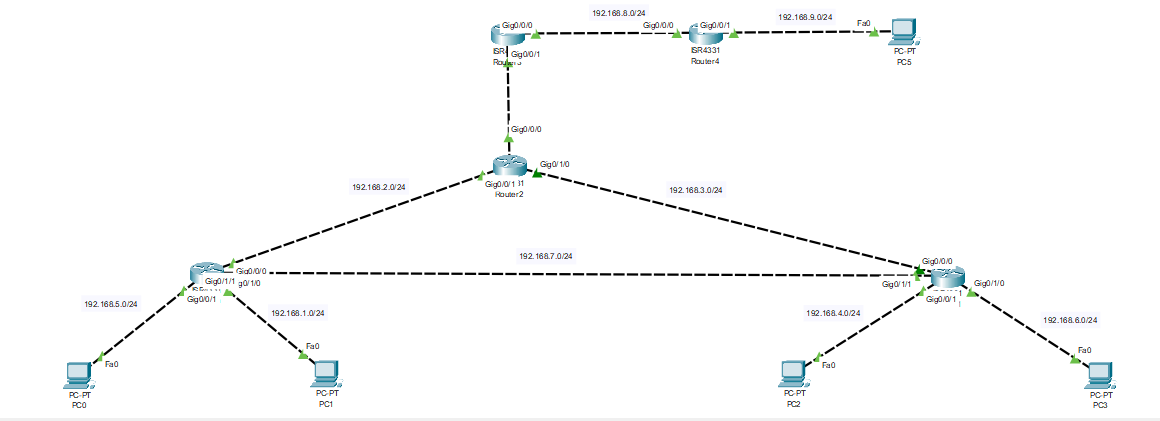 192.168.8.0/24
192.168.9.0/24
Gig0/0/0
Gig0/0/0
Gig0/0/1
Fa0
Gig0/0/1
ISR4331
Router4
PC-PT
PC5
Gig0/0/0
Gig0/1/0
Gig0/0/1
Router2
192.168.2.0/24
192.168.3.0/24
192.168.7.0/24
Gig0/0/0
Gig0/1/1
g0/1/0
Gig0/0/1
Gig0/0/0
Gig0/1/1
Gig0/1/0
Gig0/0/1
192.168.5.0/24
192.168.1.0/24
192.168.4.0/24
192.168.6.0/24
Fa0
Fa0
Fa0
Fa0
PC-PT
PC0
PC-PT
PC1
PC-PT
PC2
PC-PT
PC3